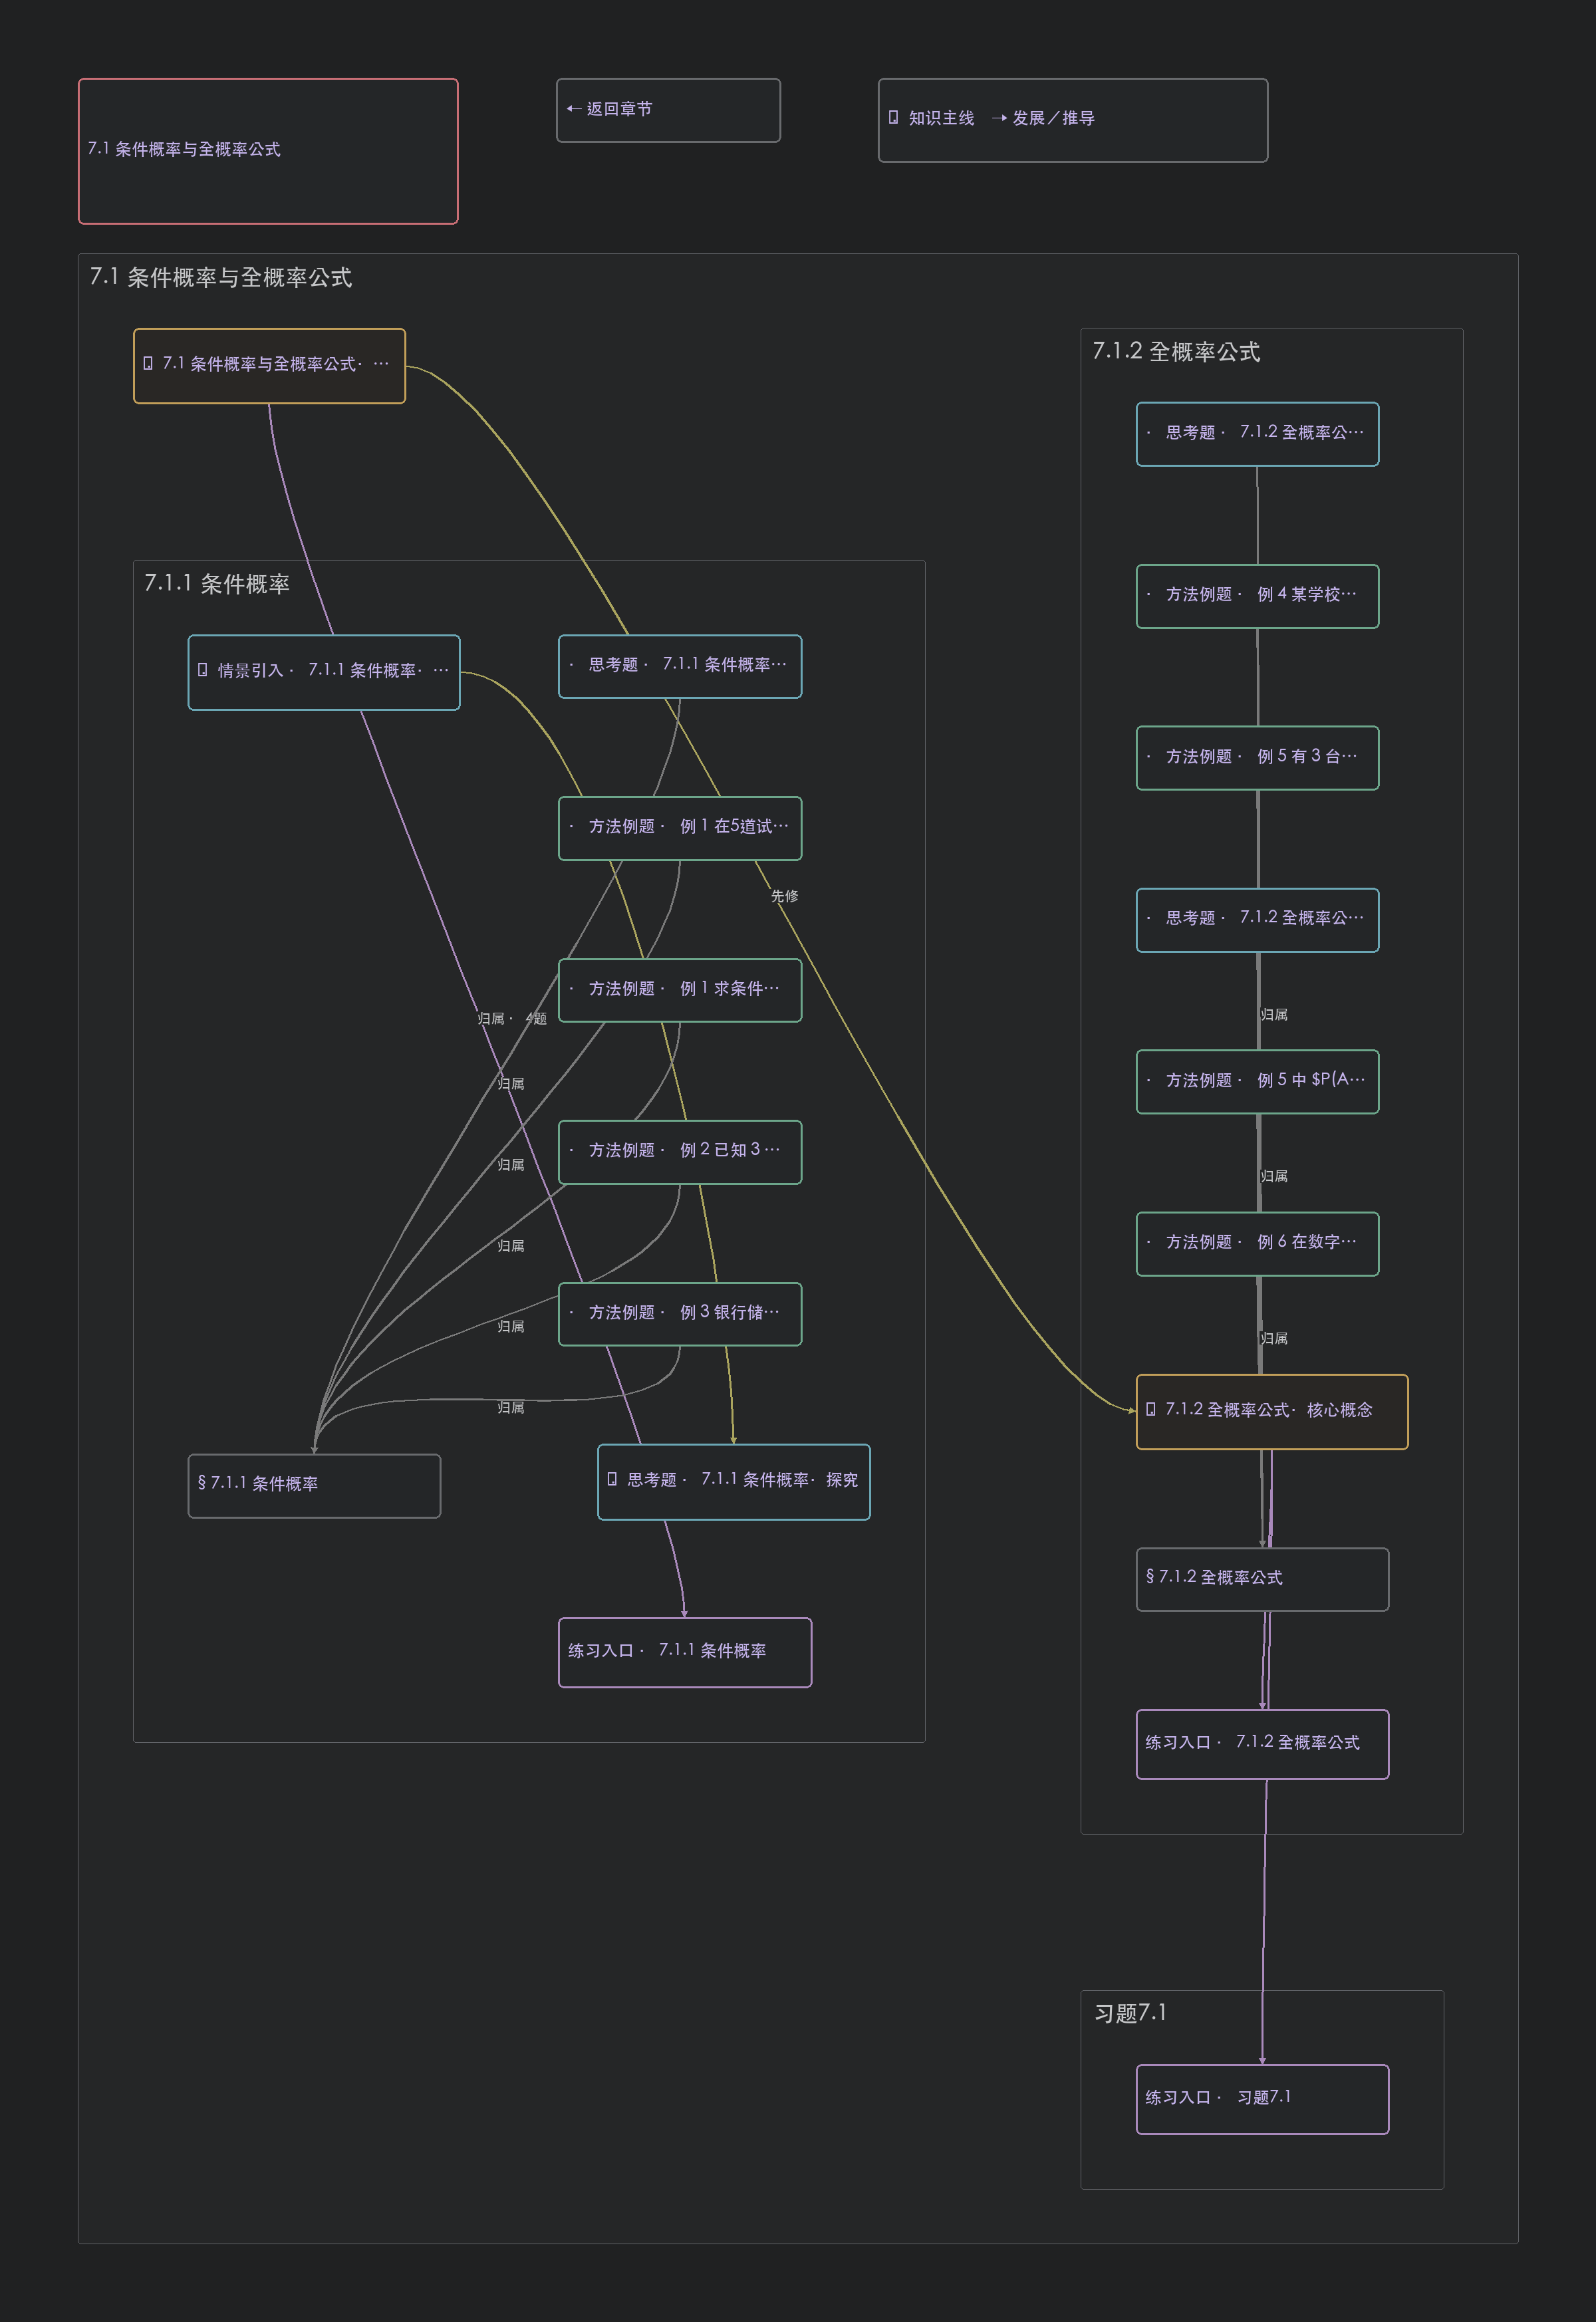 7.1 条件概率与全概率公式
← 返回章节
知识主线 → 发展／推导
7.1 条件概率与全概率公式
7.1 条件概率与全概率公式· …
7.1.1 条件概率
情景引入· 7.1.1 条件概率· …
· 思考题· 7.1.1 条件概率…
· 方法例题· 例 1 在5道试…
先修
· 方法例题· 例 1 求条件…
归属· 4题
归属
· 方法例题· 例 2 已知 3 …
归属
归属
· 方法例题· 例 3 银行储…
归属
归属
§ 7.1.1 条件概率
思考题· 7.1.1 条件概率· 探究
练习入口· 7.1.1 条件概率
7.1.2 全概率公式
· 思考题· 7.1.2 全概率公…
· 方法例题· 例 4 某学校…
· 方法例题· 例 5 有 3 台…
· 思考题· 7.1.2 全概率公…
归属
· 方法例题· 例 5 中 $P(A…
归属
· 方法例题· 例 6 在数字…
归属
7.1.2 全概率公式· 核心概念
§ 7.1.2 全概率公式
练习入口· 7.1.2 全概率公式
习题7.1
练习入口· 习题7.1